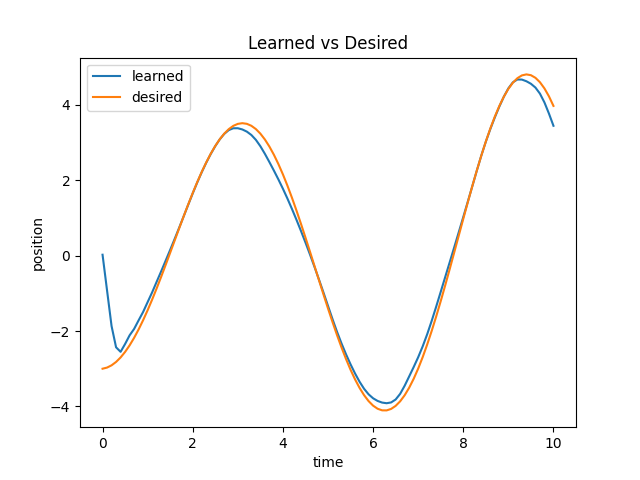 Learned vs Desired
learned
desired
position
4
2
0
−2
−4
0 2 4 6 8 10
time